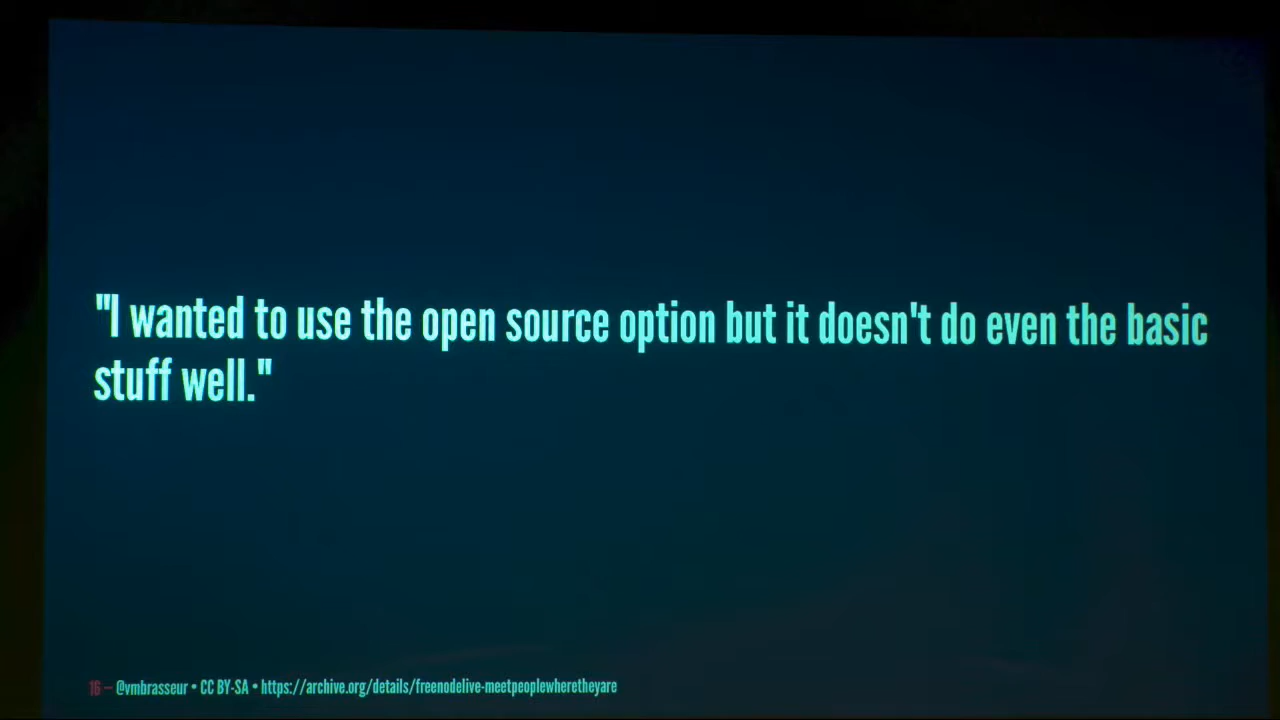 "I wanted to use the open source option but it doesn't do even the basic
stuff well."
16 — @vmbrasseur • CC BY-SA • https://archive.org/details/freenodelive-meetpeoplewheretheyare